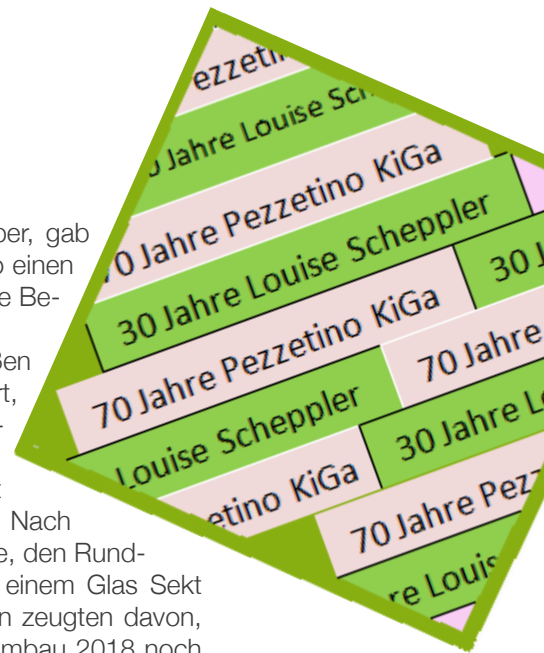 ezzeti
Jahre Louise Sch
70 Jahre Pezzetino KiGa
30 Jahre Louise Scheppler
30 J
70 Jahre Pezzetino KiGa
70 Jahre
Louise Scheppler
30 Jahre L
etino KiGa
70 Jahre Pez
re Louis
ber, gab
einen
e Be-
ßen
rt,
-
t
Nach
e, den Rund-
einem Glas Sekt
n zeugten davon,
mbau 2018 noch